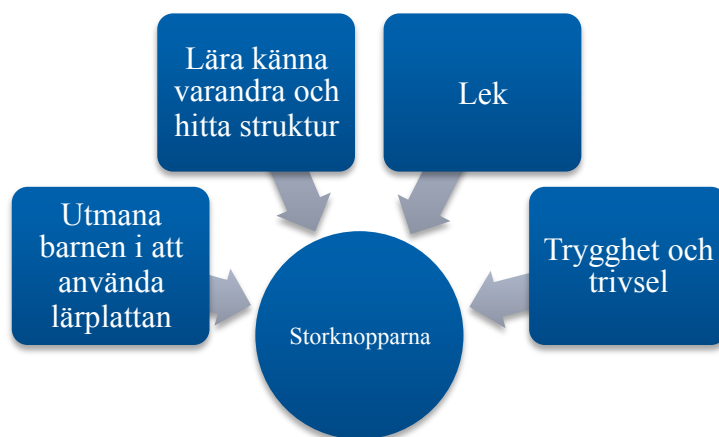 Lära känna
varandra och
hitta struktur
Lek
Utmana
barnen i att
använda
lärplattan
Trygghet och
trivsel
Storknopparna